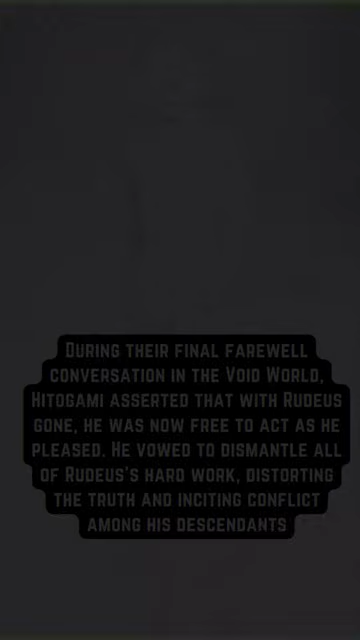 During their final farewell
conversation in the Void World,
Hitogami asserted that with Rudeus
gone, he was now free to act as he
pleased. He vowed to dismantle all
of Rudeus's hard work, distorting
the truth and inciting conflict
among his descendants